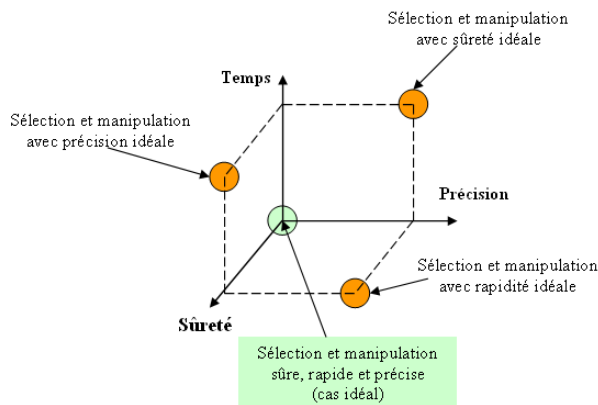 Sélection et manipulation
avec sûreté idéale
Temps
Sélection et manipulation
avec précision idéale
Précision
Sélection et manipulation
avec rapidité idéale
Sûreté
Sélection et manipulation
sûre, rapide et précise
(cas idéal)